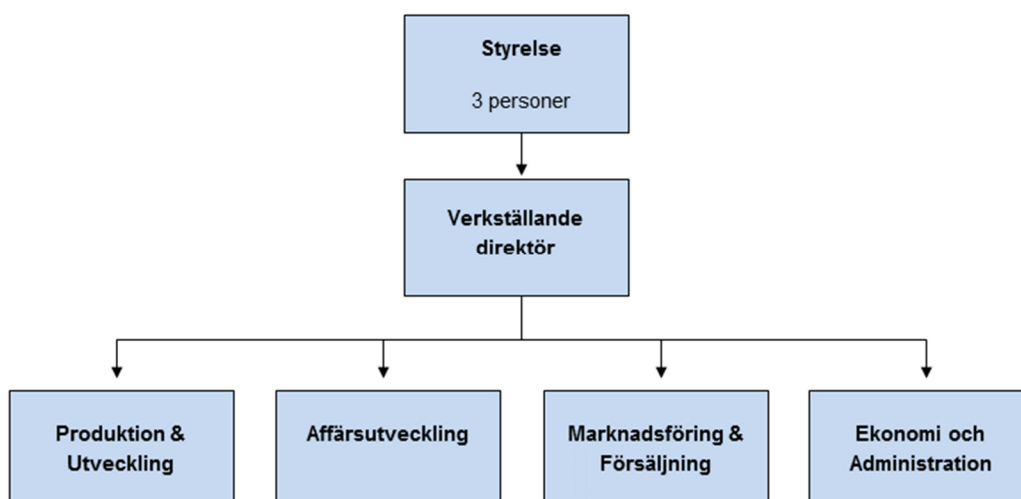 Styrelse
3 personer
Verkställande
direktör
Produktion &
Utveckling
Affärsutveckling
Marknadsföring &
Försäljning
Ekonomi och
Administration